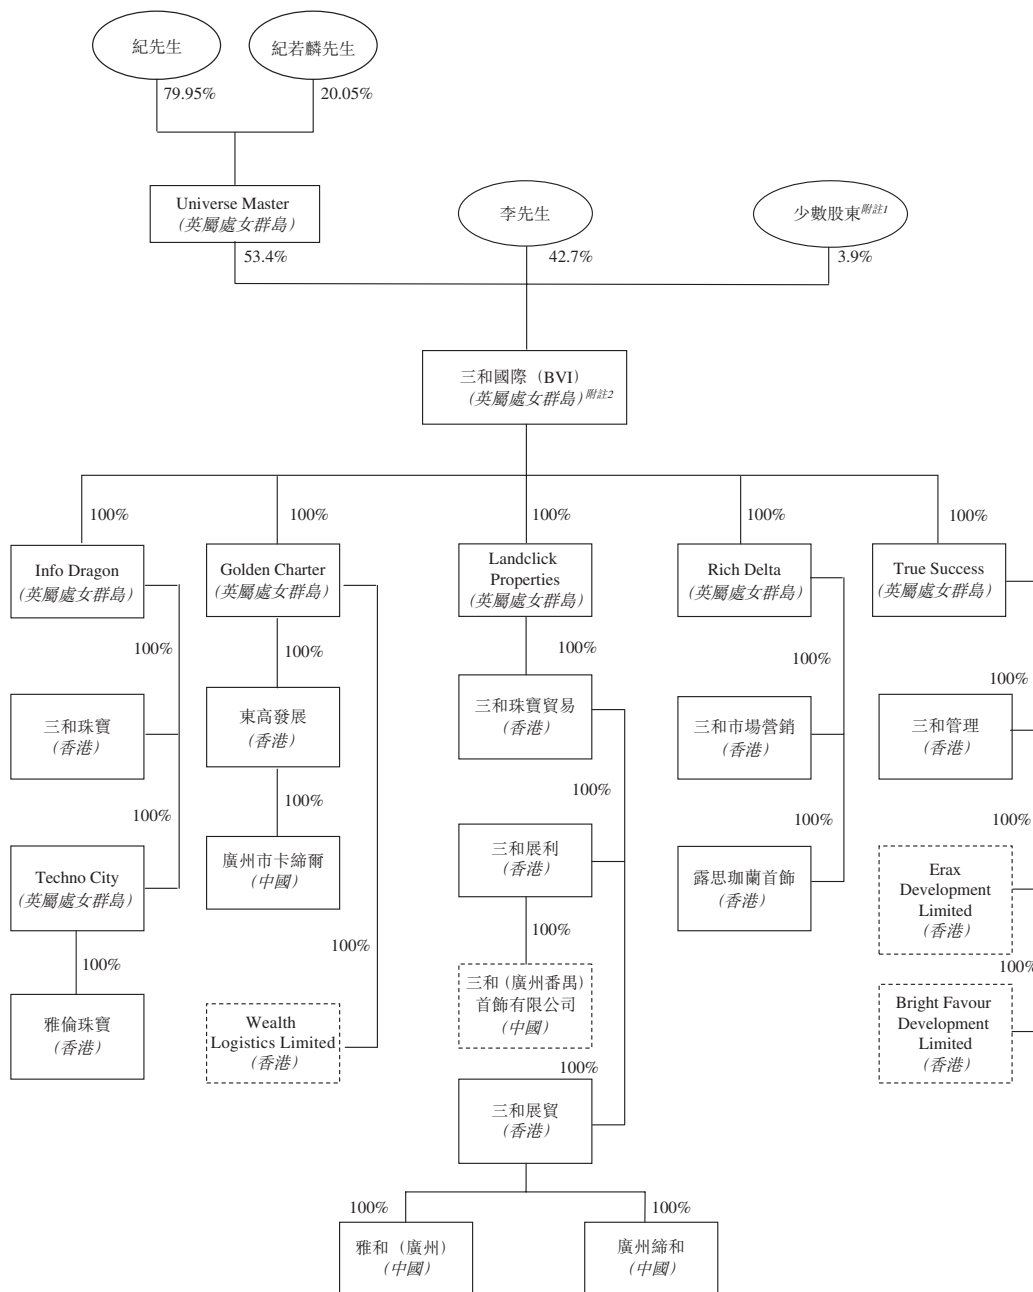 紀先生
紀若麟先生
79.95%
20.05%
Universe Master
(英屬處女群島)
李先生
少數股東附註1
53.4%
42.7%
3.9%
三和國際（BVI）
(英屬處女群島)附註2
100%
100%
100%
100%
100%
Info Dragon
(英屬處女群島)
Golden Charter
(英屬處女群島)
Landclick
Properties
(英屬處女群島)
Rich Delta
(英屬處女群島)
True Success
(英屬處女群島)
100%
100%
100%
100%
100%
三和珠寶
(香港)
東高發展
(香港)
三和珠寶貿易
(香港)
三和市場營銷
(香港)
三和管理
(香港)
100%
100%
100%
100%
100%
Techno City
(英屬處女群島)
廣州市卡締爾
(中國)
三和展利
(香港)
露思珈蘭首飾
(香港)
Erax
Development
Limited
(香港)
100%
100%
100%
100%
雅倫珠寶
(香港)
Wealth
Logistics Limited
(香港)
三和（廣州番禺）
首飾有限公司
(中國)
Bright Favour
Development
Limited
(香港)
100%
三和展貿
(香港)
100%
100%
雅和（廣州）
(中國)
廣州締和
(中國)